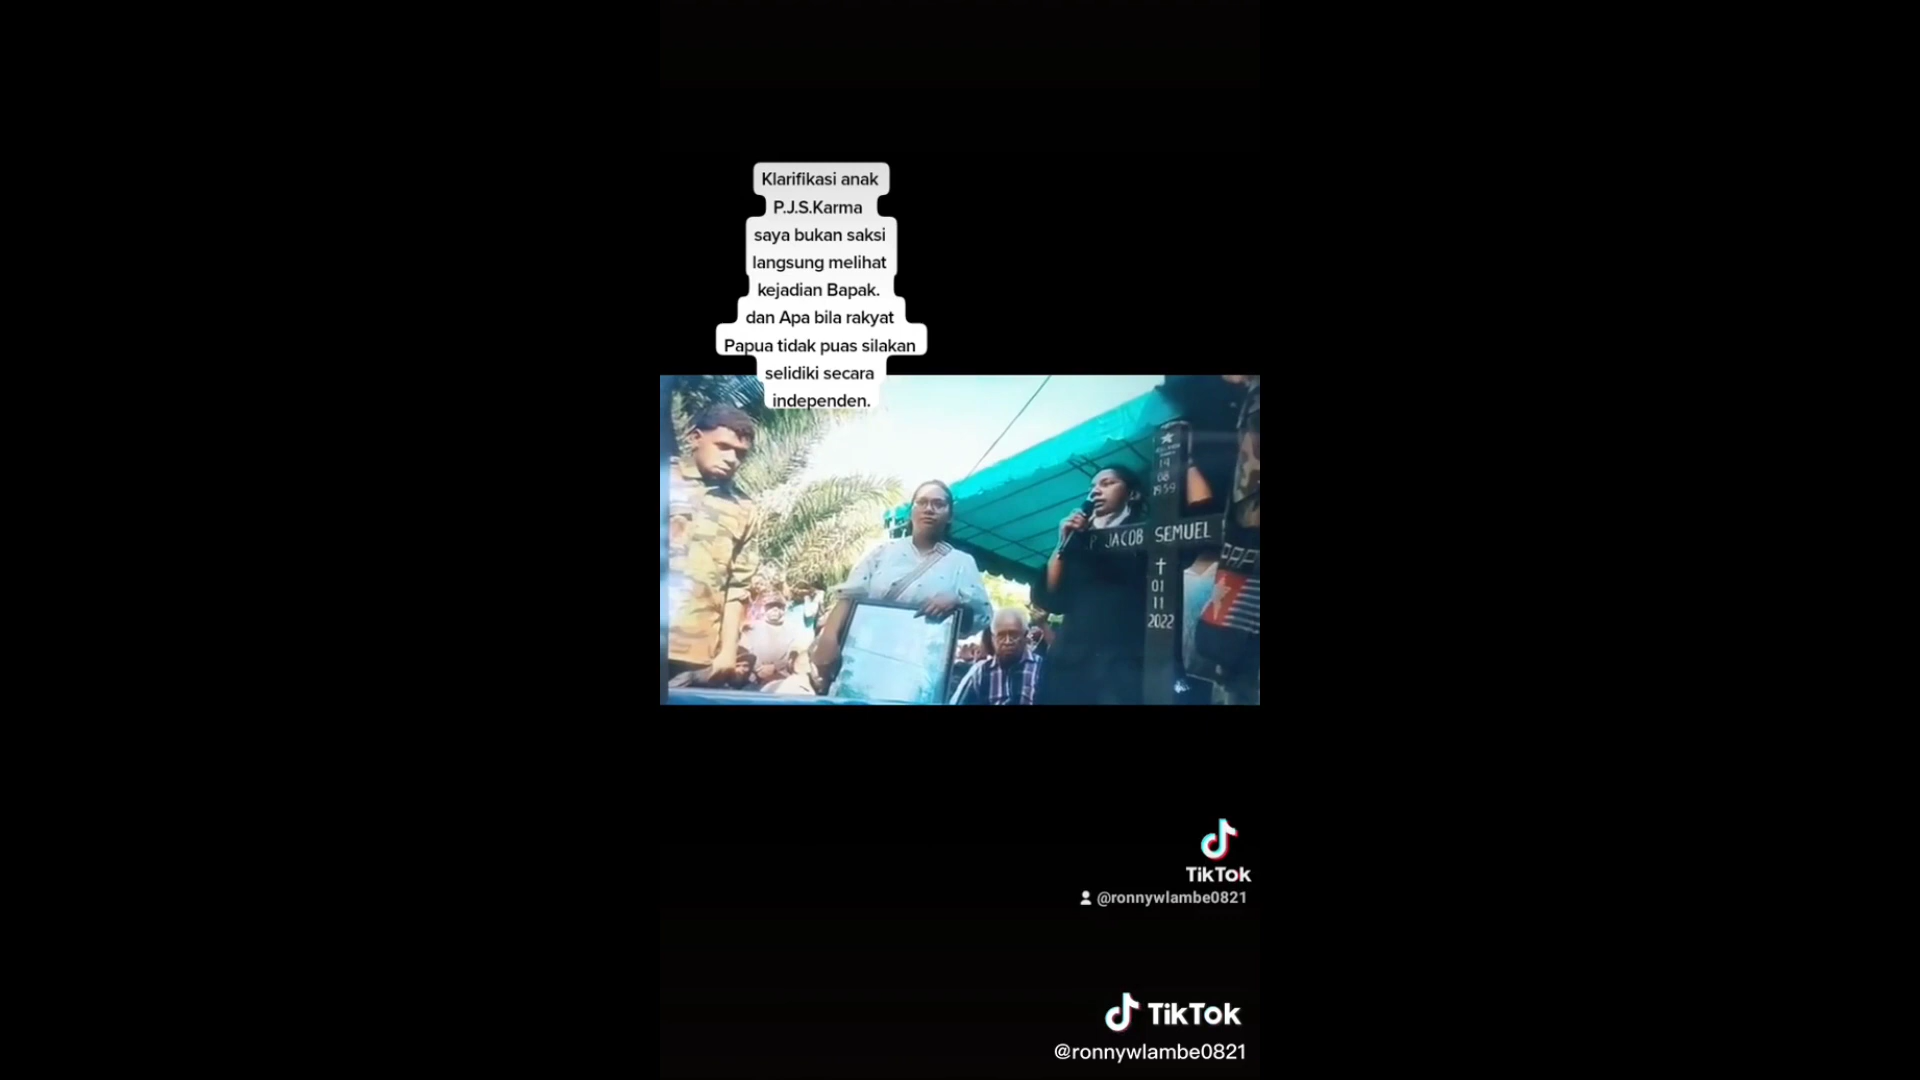 Klarifikasi anak
P.J.S.Karma
saya bukan saksi
langsung melihat
kejadian Bapak.
dan Apa bila rakyat
Papua tidak puas silakan
selidiki secara
independen.
19
08
1959
P. JACOB SEMUEL
01
11
2022
TikTok
@ronnywlambe0821
TikTok
@ronnywlambe0821